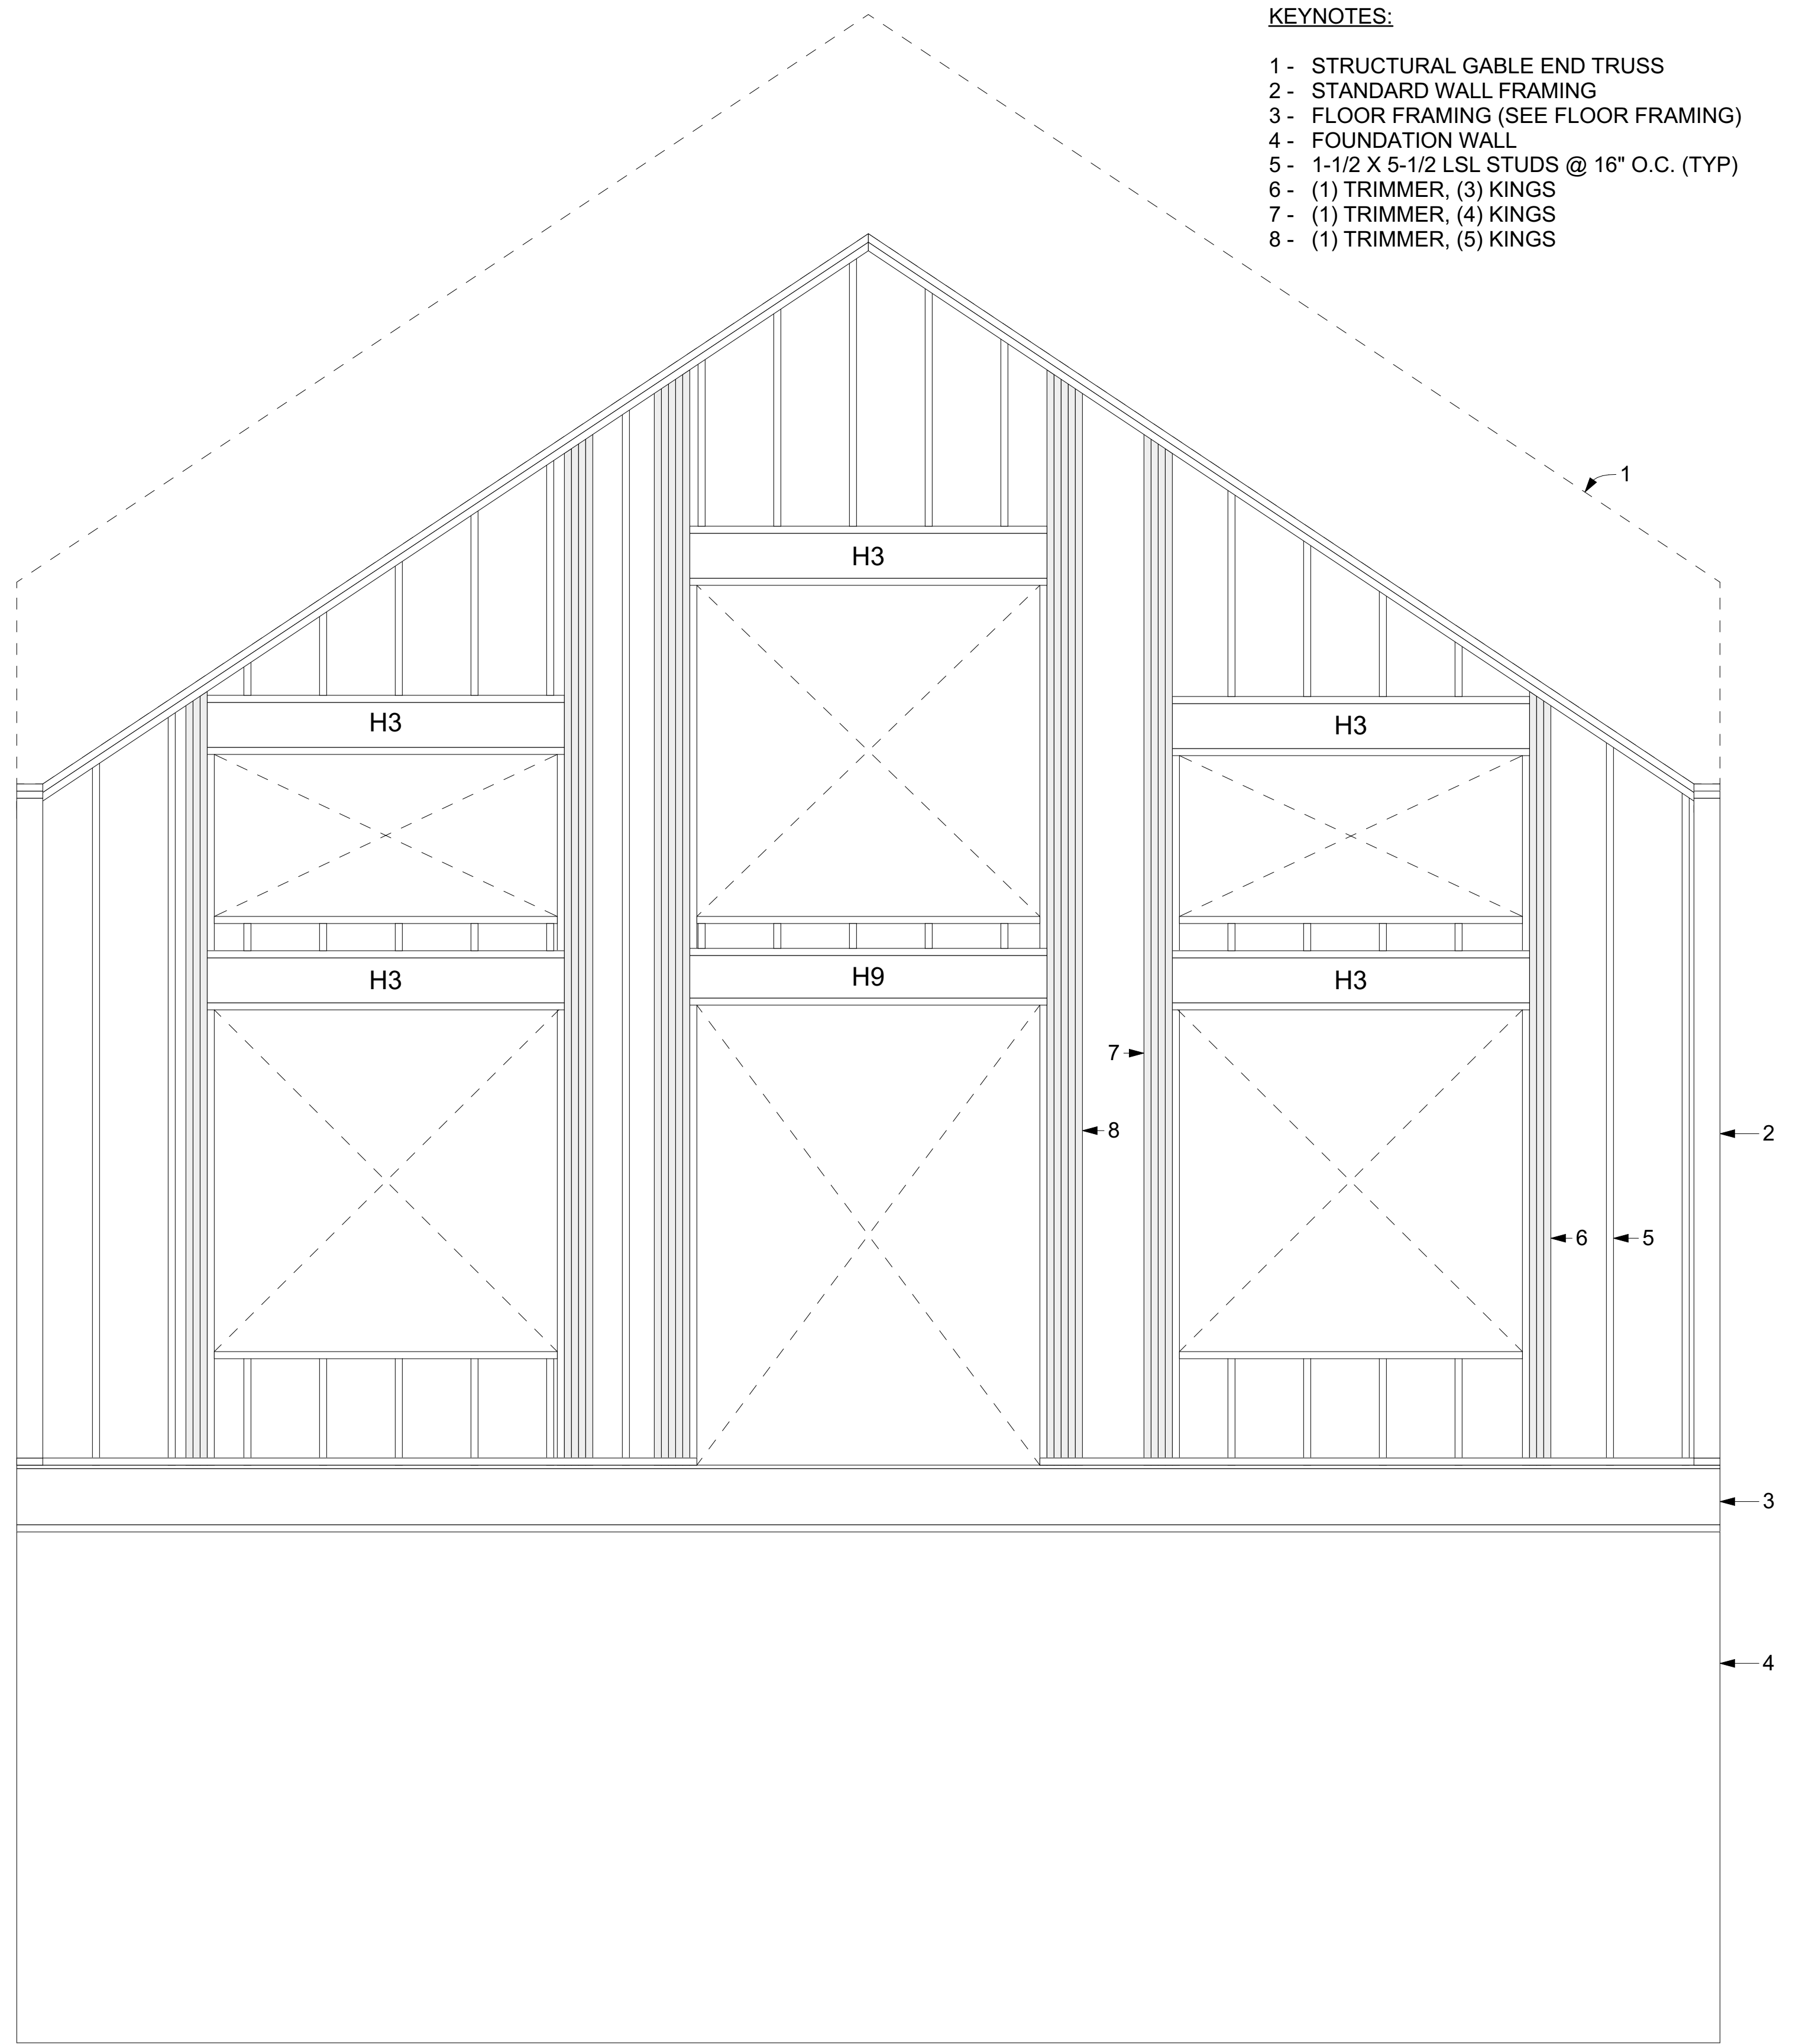 KEYNOTES:
1 - STRUCTURAL GABLE END TRUSS
2 - STANDARD WALL FRAMING
3 - FLOOR FRAMING (SEE FLOOR FRAMING)
4 - FOUNDATION WALL
5 - 1-1/2 X 5-1/2 LSL STUDS @ 16" O.C. (TYP)
6 - (1) TRIMMER, (3) KINGS
7 - (1) TRIMMER, (4) KINGS
8 - (1) TRIMMER, (5) KINGS
1
H3
H3
H3
H3
H9
H3
7
8
2
6
5
3
4